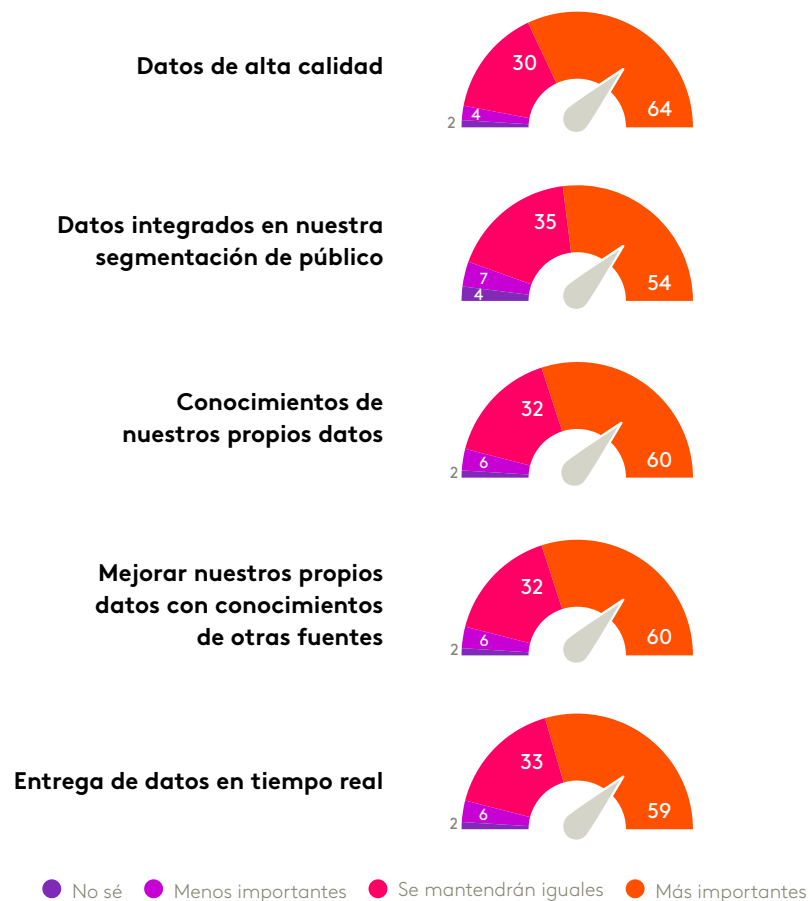 Datos de alta calidad
30
64
4
2
Datos integrados en nuestra
segmentación de público
35
54
7
4
Conocimientos de
nuestros propios datos
32
60
6
2
Mejorar nuestros propios
datos con conocimientos
de otras fuentes
32
60
6
2
Entrega de datos en tiempo real
33
59
6
2
No sé Menos importantes Se mantendrán iguales Más importantes